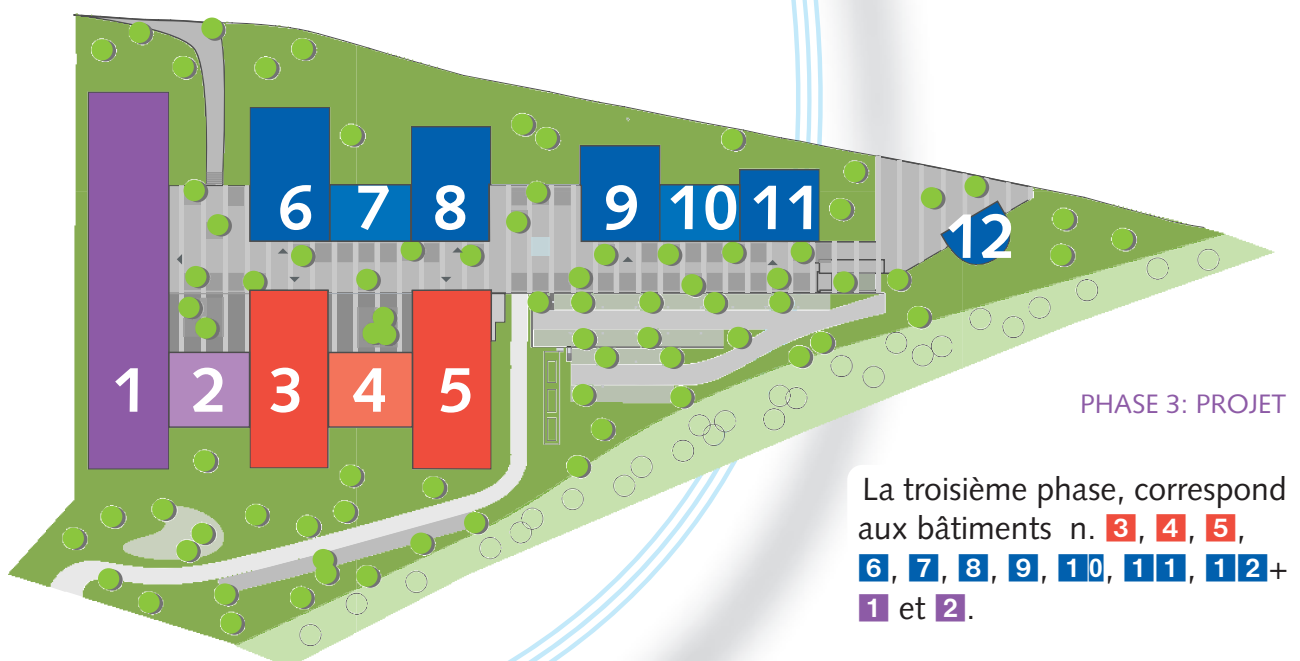 6 7 8 9 10 11 12
1 2 3 4 5
PHASE 3: PROJET
La troisième phase, correspond
aux bâtiments n. 3, 4, 5,
6, 7, 8, 9, 10, 11, 12+
1 et 2.